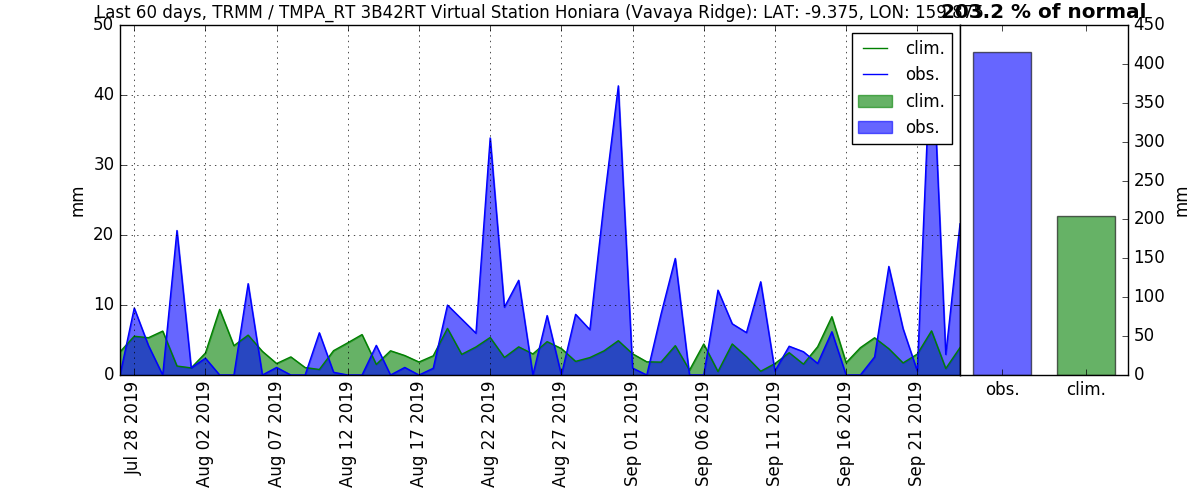 Last 60 days, TRMM / TMPA_RT 3B42RT Virtual Station Honiara (Vavaya Ridge): LAT: -9.375, LON:
203.2 % of normal
50
40
30
20
10
0
mm
clim.
obs.
clim.
obs.
450
400
350
300
250
200
150
100
50
0
mm
obs.
clim.
Jul 28 2019
Aug 02 2019
Aug 07 2019
Aug 12 2019
Aug 17 2019
Aug 22 2019
Aug 27 2019
Sep 01 2019
Sep 06 2019
Sep 11 2019
Sep 16 2019
Sep 21 2019